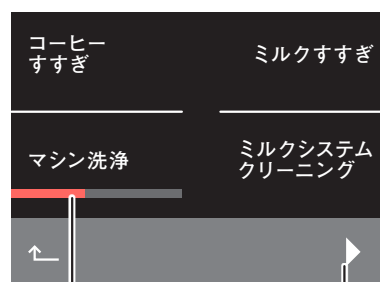 コーヒー
すすぎ
ミルクすすぎ
マシン洗浄
ミルクシステム
クリーニング